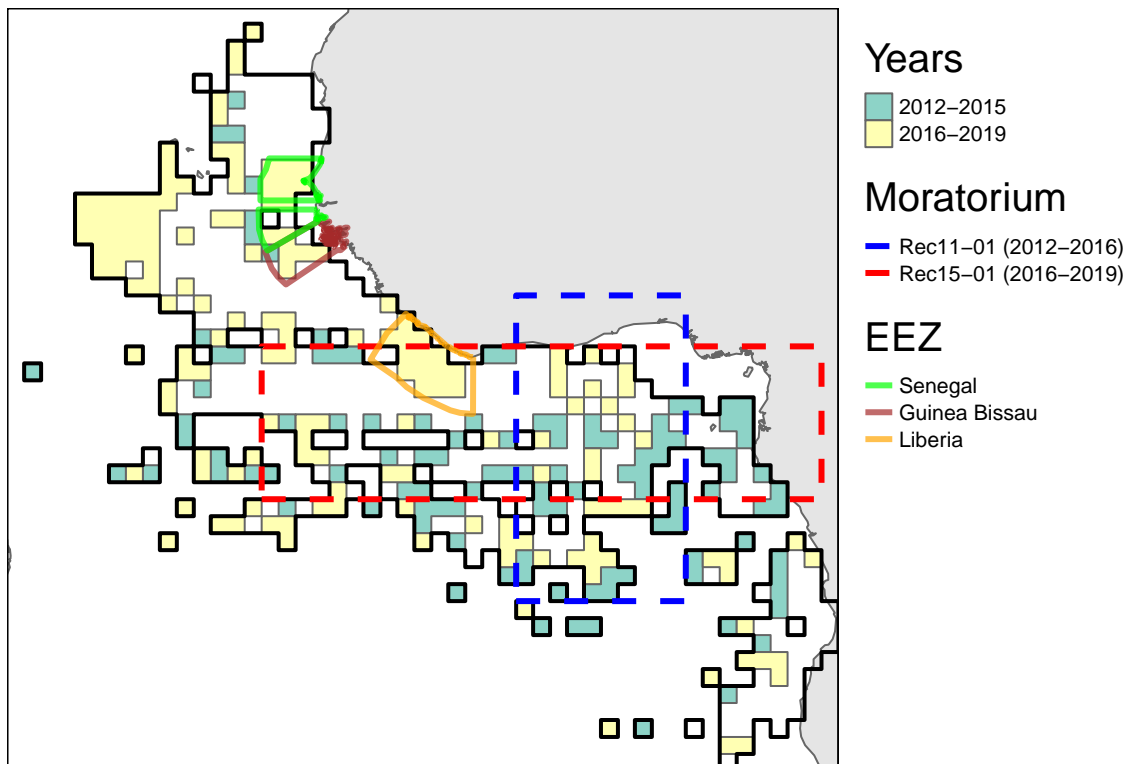 Years
2012–2015
2016–2019
Moratorium
Rec11–01 (2012–2016)
Rec15–01 (2016–2019)
EEZ
Senegal
Guinea Bissau
Liberia